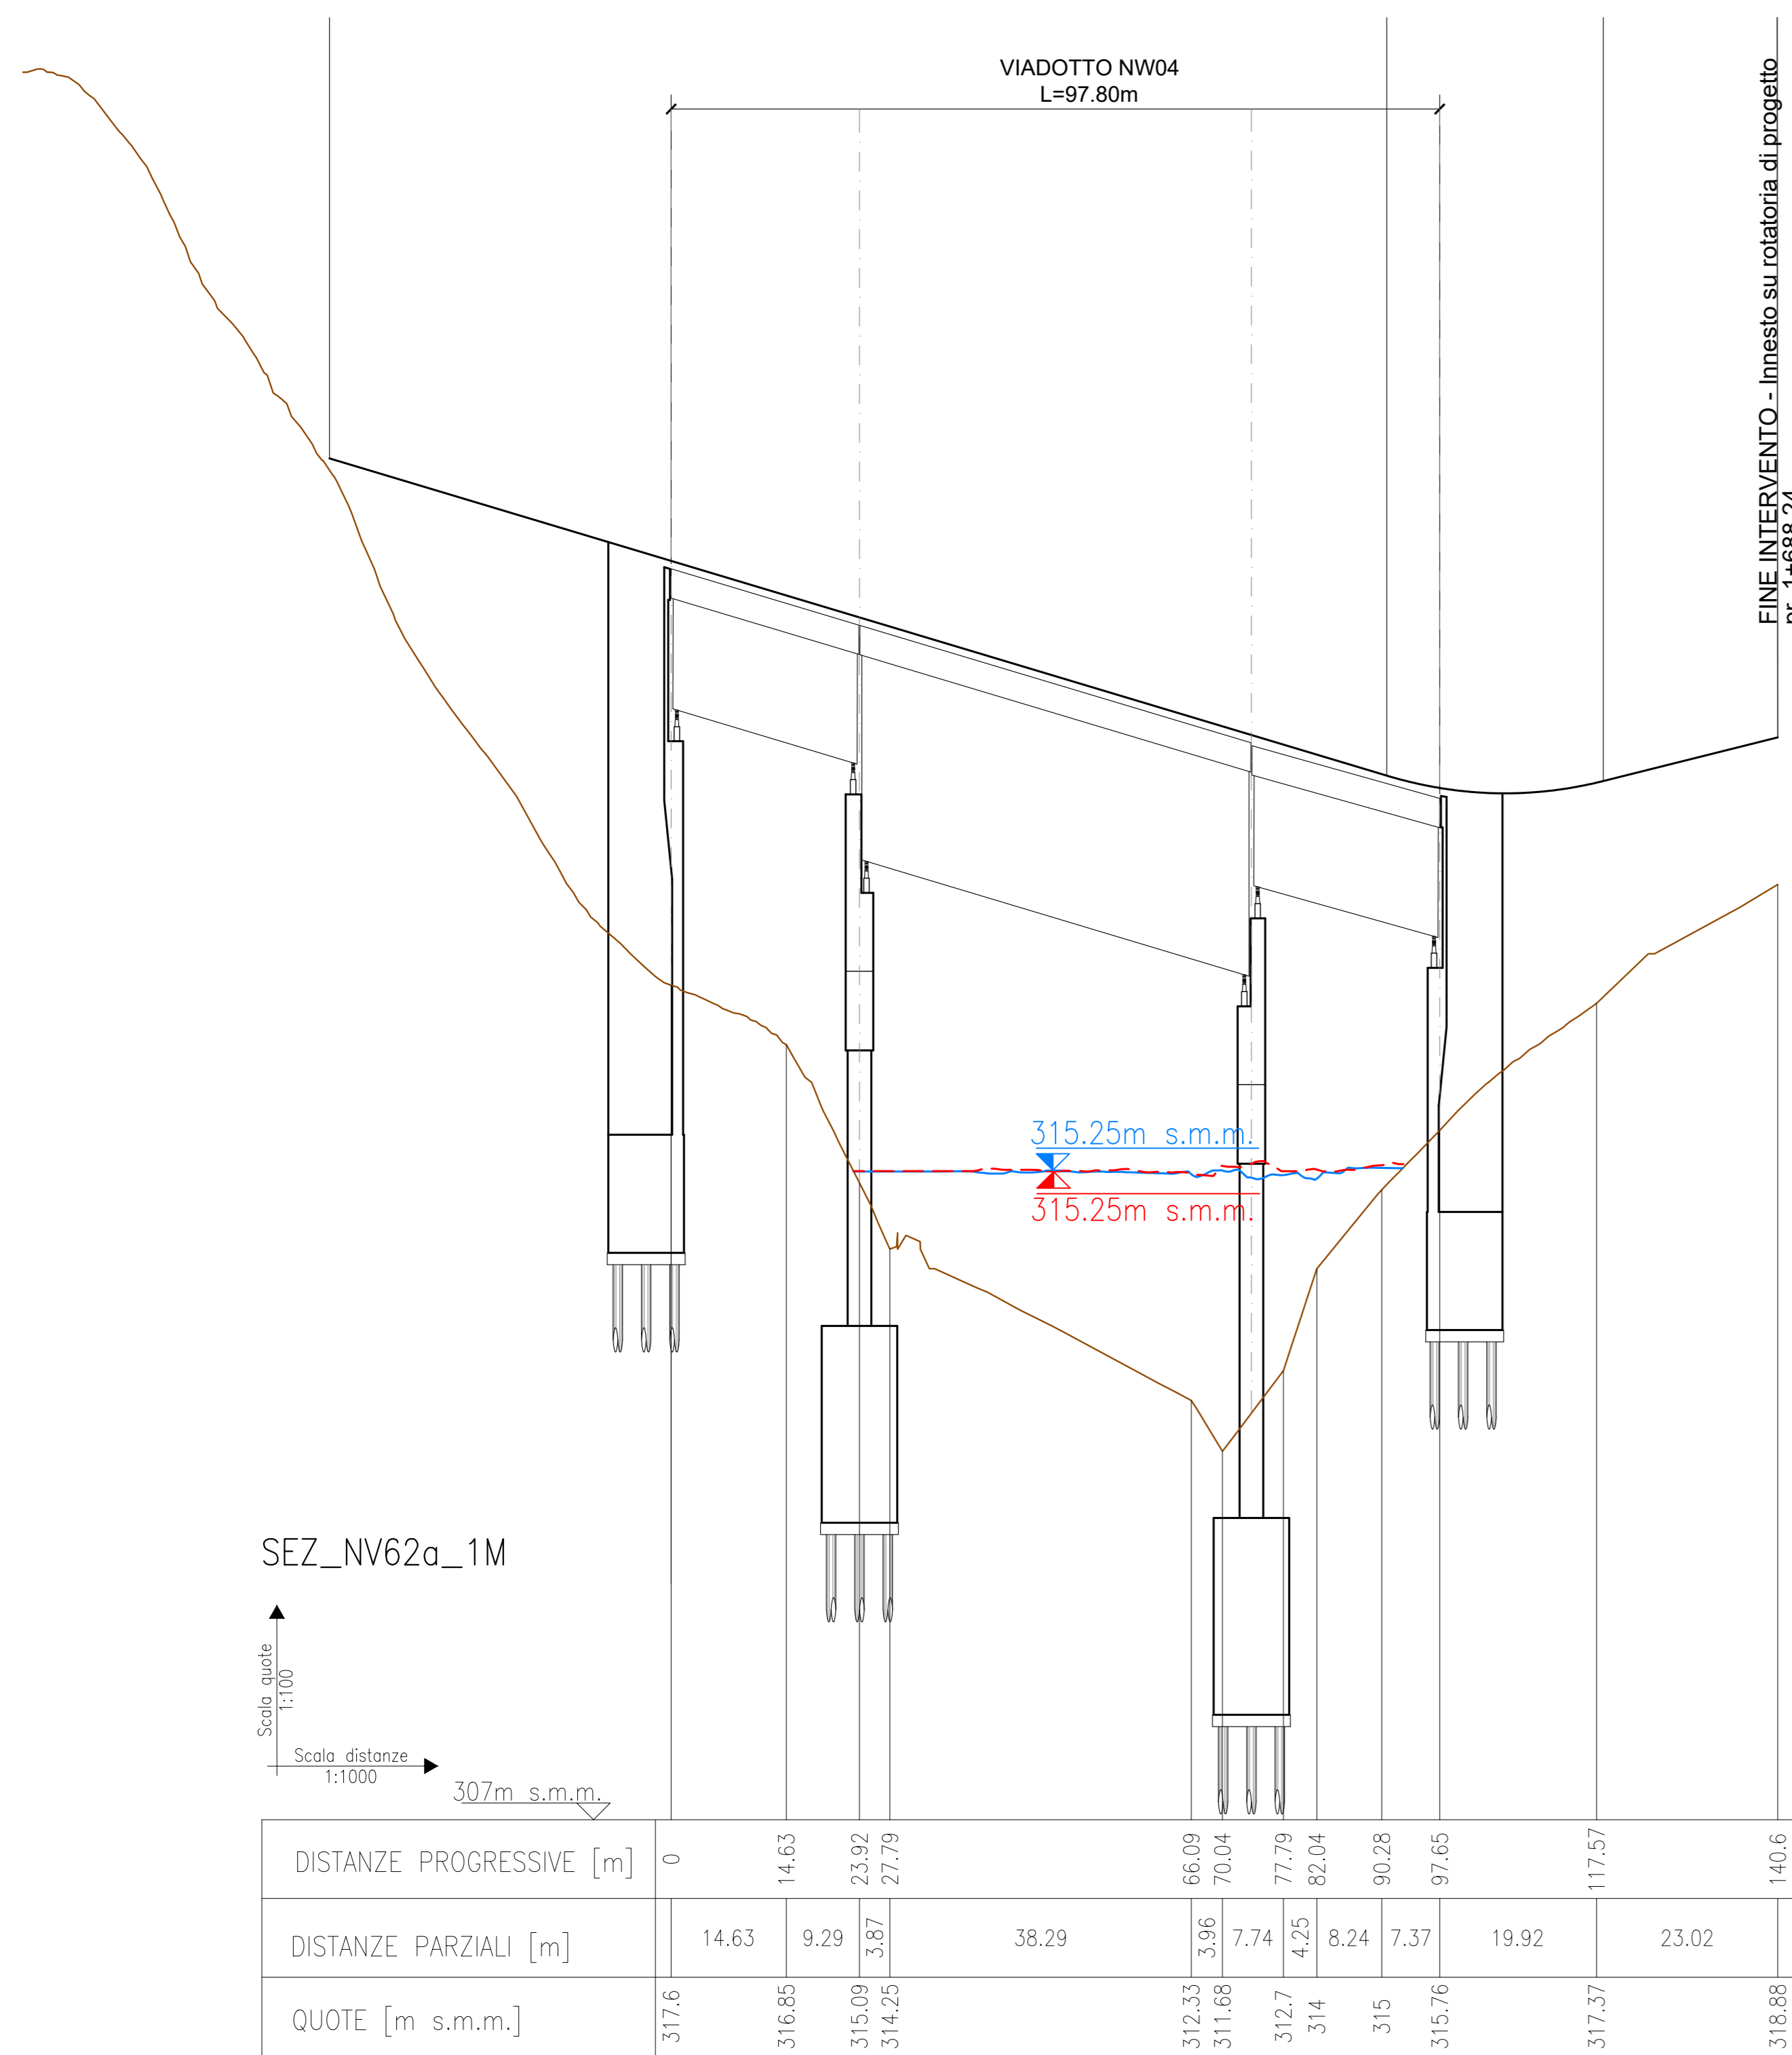 VIADOTTO NW04
L=97.80m
FINE INTERVENTO - Innesto su rotatoria di progetto
pr. 1+688.24
315.25m s.m.m.
315.25m s.m.m.
SEZ_NV62a_1M
Scala quote
1:100
Scala distanze
1:1000
307m s.m.m.
DISTANZE PROGRESSIVE [m] 0 14.63 23.92 27.79 66.09 70.04 77.79 82.04 90.28 97.65 117.57 140.6
DISTANZE PARZIALI [m] 14.63 9.29 3.87 38.29 3.96 7.74 4.25 8.24 7.37 19.92 23.02
QUOTE [m s.m.m.] 317.6 316.85 315.09 314.25 312.33 311.68 312.7 314 315 315.76 317.37 318.88